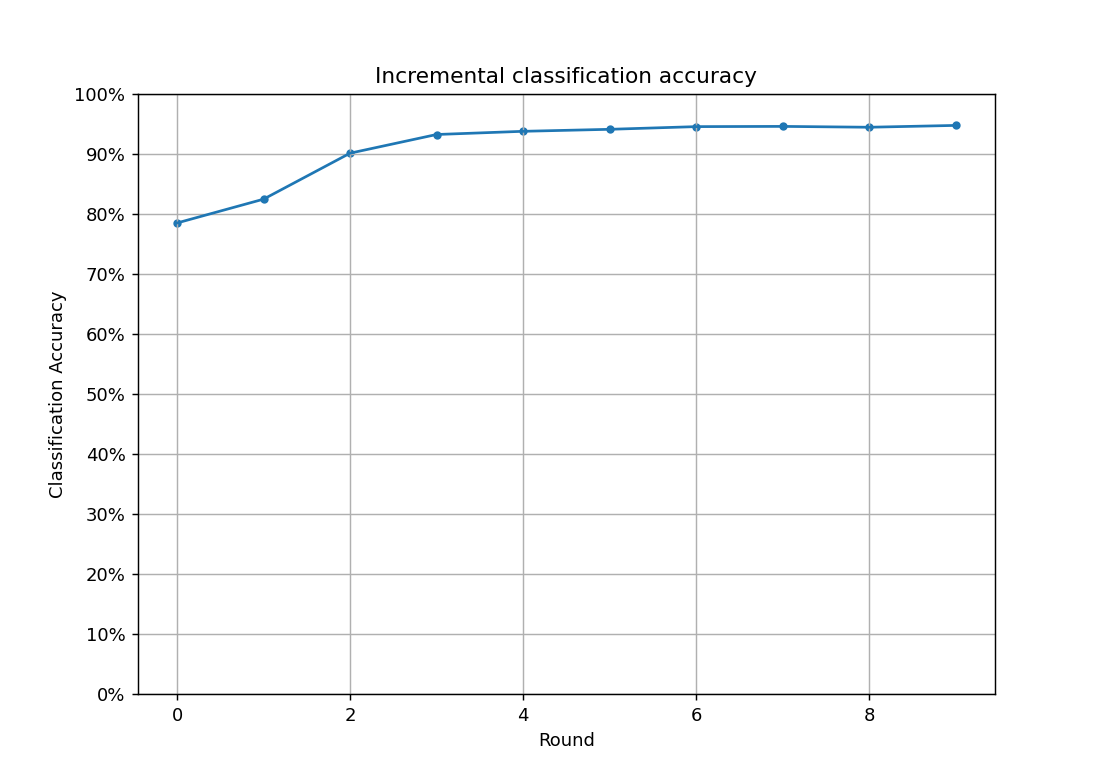 Incremental classification accuracy
100%
90%
80%
70%
60%
50%
40%
30%
20%
10%
0%
Classification Accuracy
0 2 4 6 8
Round